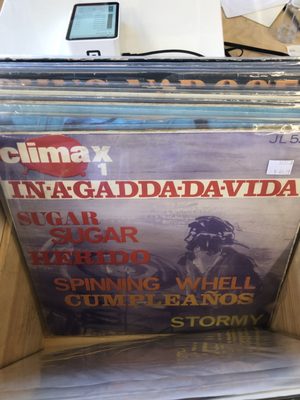 climax
1
JL 5
IN-A-GADDA-DA-VIDA
SUGAR
SUGAR
HERIDO
SPINNING WHELL
CUMPLEAÑOS
STORMY